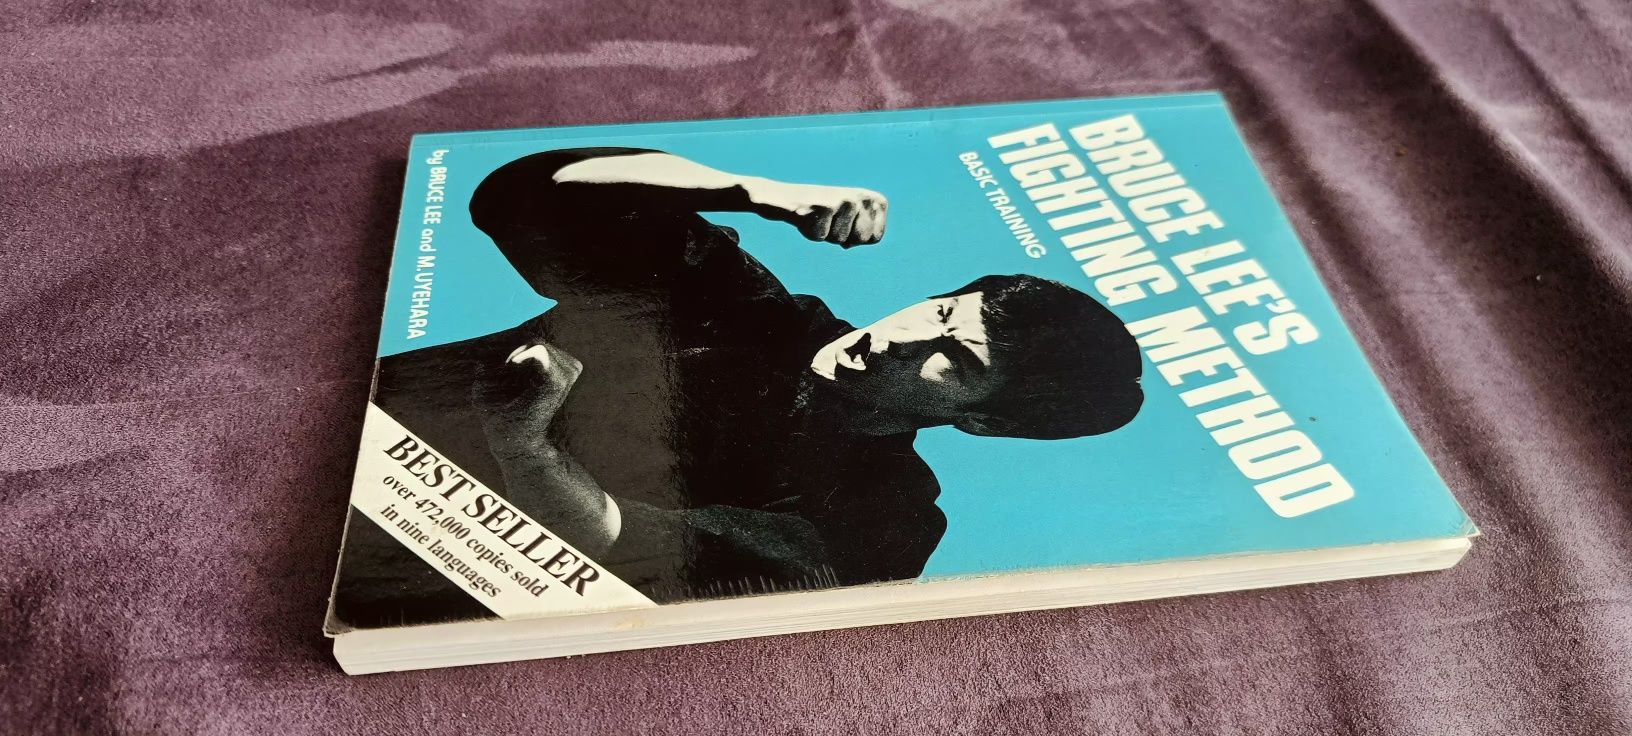 BRUCE LEE'S
FIGHTING METHOD
BASIC TRAINING
by BRUCE LEE and M. UYEHARA
BEST SELLER
over 472,000 copies sold
in nine languages